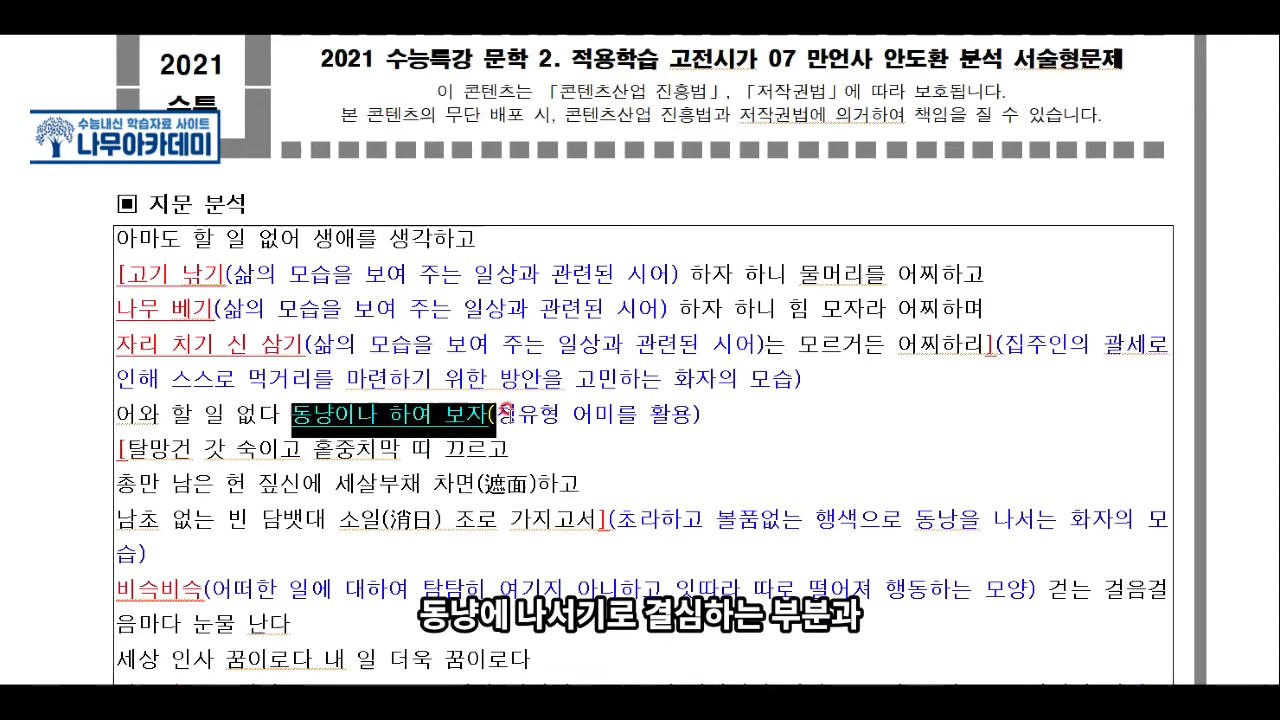 2021
수특
수능내신 학습자료 사이트
나무아카데미
2021 수능특강 문학 2. 적용학습 고전시가 07 만언사 안도환 분석 서술형문제
이 콘텐츠는 「콘텐츠산업 진흥법」, 「저작권법」에 따라 보호됩니다.
본 콘텐츠의 무단 배포 시, 콘텐츠산업 진흥법과 저작권법에 의거하여 책임을 질 수 있습니다.
▣ 지문 분석
아마도 할 일 없어 생애를 생각하고
[고기 낚기(삶의 모습을 보여 주는 일상과 관련된 시어) 하자 하니 물머리를 어찌하고
나무 베기(삶의 모습을 보여 주는 일상과 관련된 시어) 하자 하니 힘 모자라 어찌하며
자리 치기 신 삼기(삶의 모습을 보여 주는 일상과 관련된 시어)는 모르거든 어찌하리](집주인의 괄세로
인해 스스로 먹거리를 마련하기 위한 방안을 고민하는 화자의 모습)
어와 할 일 없다 동냥이나 하여 보자(청유형 어미를 활용)
[탈망건 갓 숙이고 홑중치막 띠 끄르고
총만 남은 헌 짚신에 세살부채 차면(遮面)하고
남초 없는 빈 담뱃대 소일(消日) 조로 가지고서](초라하고 볼품없는 행색으로 동냥을 나서는 화자의 모
습)
비슥비슥(어떠한 일에 대하여 탐탐히 여기지 아니하고 잇따라 따로 떨어져 행동하는 모양) 걷는 걸음걸
음마다 눈물 난다
동냥에 나서기로 결심하는 부분과
세상 인사 꿈이로다 내 일 더욱 꿈이로다